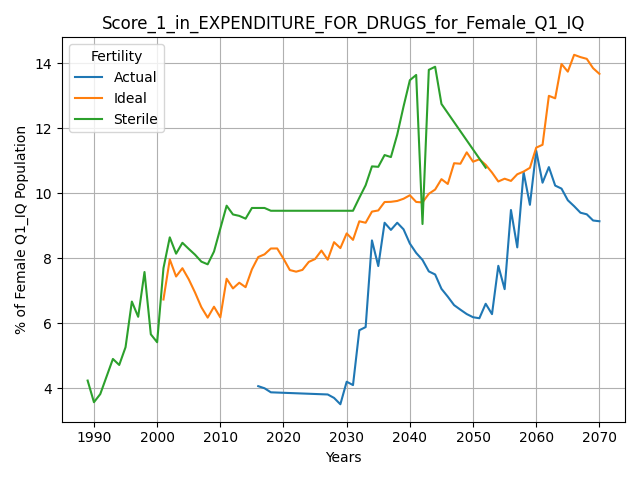 Score_1_in_EXPENDITURE_FOR_DRUGS_for_Female_Q1_IQ
Fertility
Actual
Ideal
Sterile
% of Female Q1_IQ Population
14
12
10
8
6
4
1990 2000 2010 2020 2030 2040 2050 2060 2070
Years